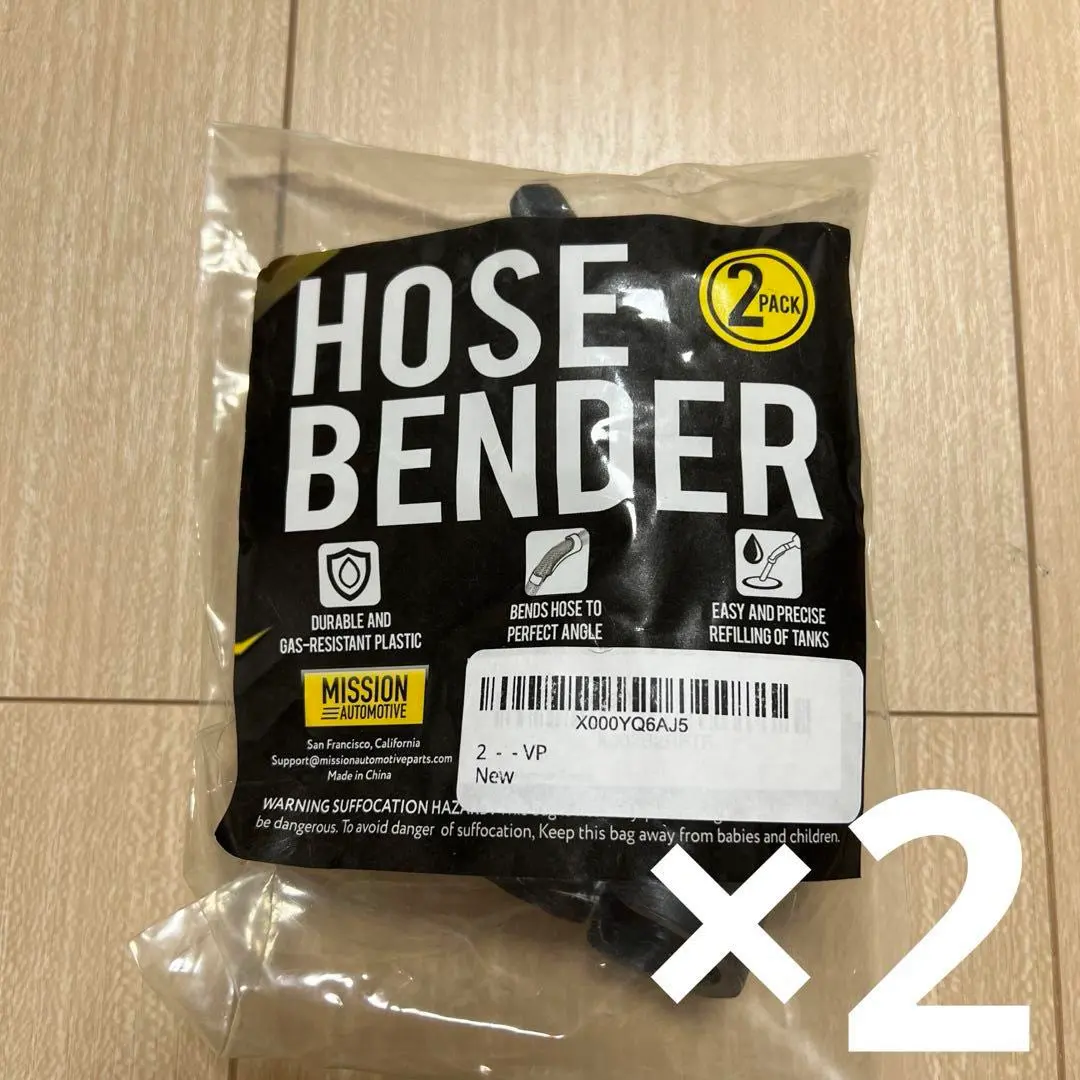 HOSE
BENDER
2 PACK
DURABLE AND
GAS-RESISTANT PLASTIC
BENDS HOSE TO
PERFECT ANGLE
EASY AND PRECISE
REFILLING OF TANKS
MISSION
AUTOMOTIVE
San Francisco, California
Support@missionautomotiveparts.com
Made in China
X000YQ6AJ5
2 - - VP
New
WARNING SUFFOCATION HAZARD
be dangerous. To avoid danger of suffocation, Keep this bag away from babies and children.
×2